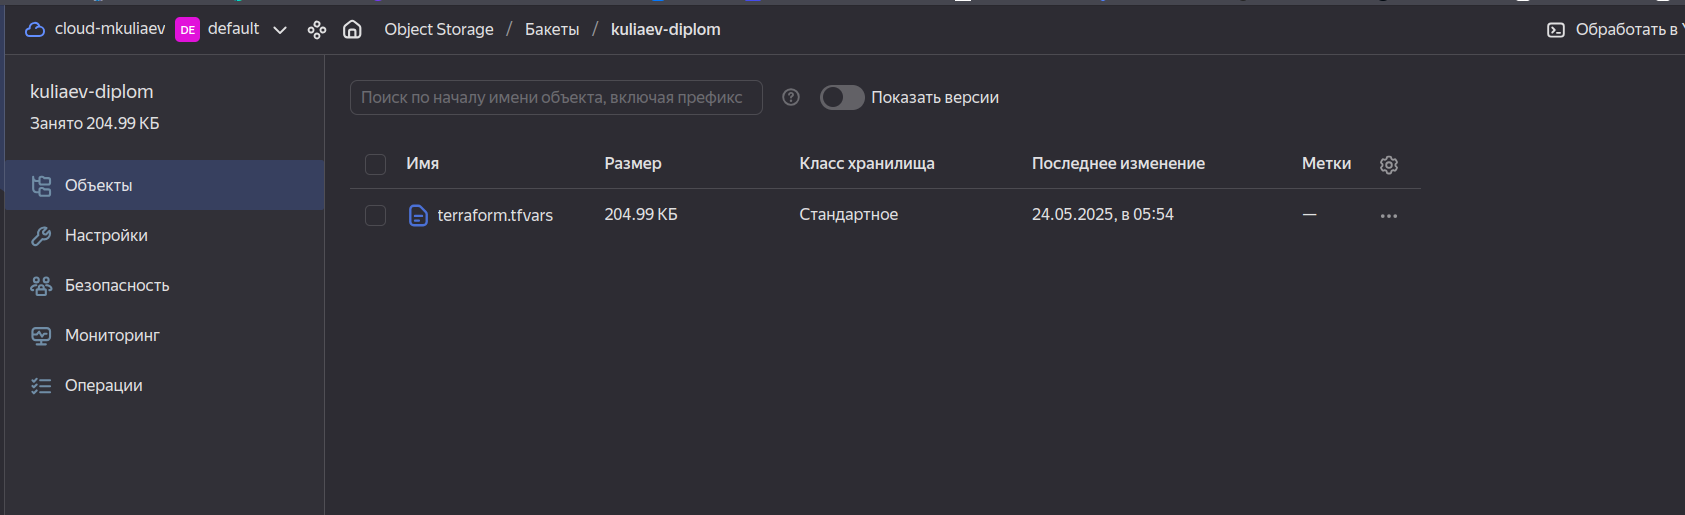 cloud-mkuliaev DE default Object Storage / Бакеты / kuliaev-diplom Обработать в
kuliaev-diplom
Занято 204.99 КБ
Объекты
Настройки
Безопасность
Мониторинг
Операции
Поиск по началу имени объекта, включая префикс Показать версии
Имя Размер Класс хранилища Последнее изменение Метки
terraform.tfvars 204.99 КБ Стандартное 24.05.2025, в 05:54 —